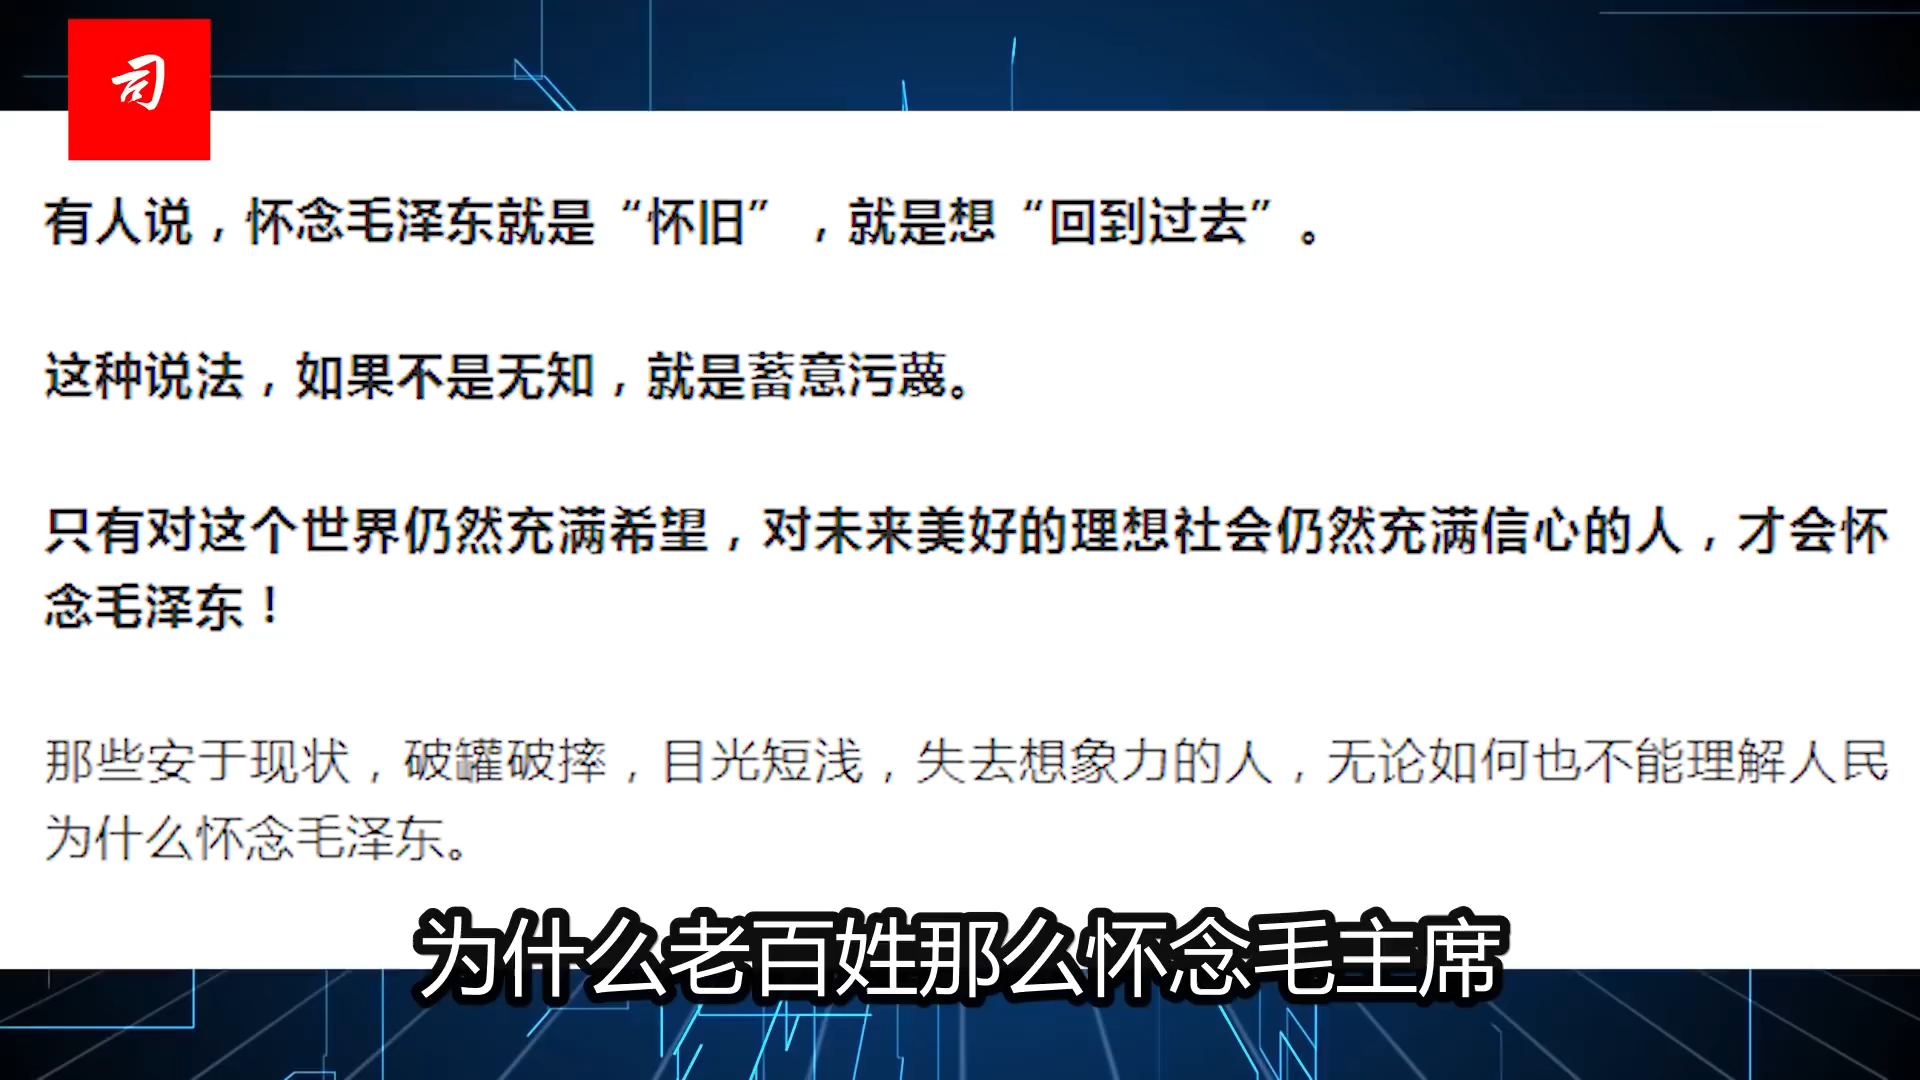 司
有人说，怀念毛泽东就是“怀旧”，就是想“回到过去”。
这种说法，如果不是无知，就是蓄意污蔑。
只有对这个世界仍然充满希望，对未来美好的理想社会仍然充满信心的人，才会怀
念毛泽东！
那些安于现状，破罐破摔，目光短浅，失去想象力的人，无论如何也不能理解人民
为什么怀念毛泽东。
为什么老百姓那么怀念毛主席